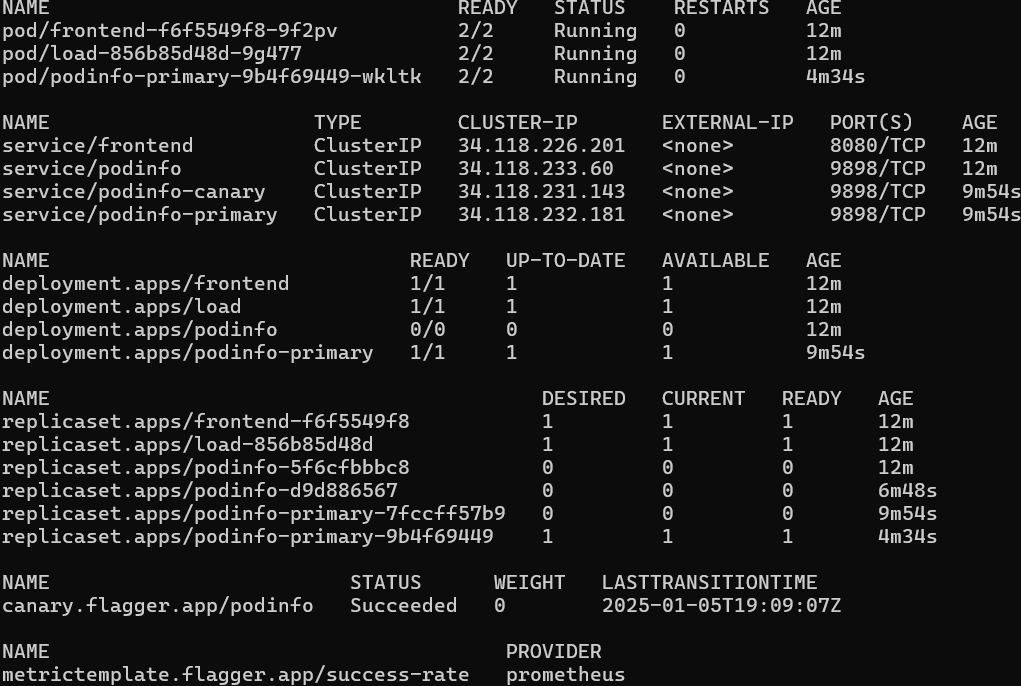 NAME READY STATUS RESTARTS AGE
pod/frontend-f6f5549f8-9f2pv 2/2 Running 0 12m
pod/load-856b85d48d-9g477 2/2 Running 0 12m
pod/podinfo-primary-9b4f69449-wkltk 2/2 Running 0 4m34s
NAME TYPE CLUSTER-IP EXTERNAL-IP PORT(S) AGE
service/frontend ClusterIP 34.118.226.201 <none> 8080/TCP 12m
service/podinfo ClusterIP 34.118.233.60 <none> 9898/TCP 12m
service/podinfo-canary ClusterIP 34.118.231.143 <none> 9898/TCP 9m54s
service/podinfo-primary ClusterIP 34.118.232.181 <none> 9898/TCP 9m54s
NAME READY UP-TO-DATE AVAILABLE AGE
deployment.apps/frontend 1/1 1 1 12m
deployment.apps/load 1/1 1 1 12m
deployment.apps/podinfo 0/0 0 0 12m
deployment.apps/podinfo-primary 1/1 1 1 9m54s
NAME DESIRED CURRENT READY AGE
replicaset.apps/frontend-f6f5549f8 1 1 1 12m
replicaset.apps/load-856b85d48d 1 1 1 12m
replicaset.apps/podinfo-5f6cfbbbc8 0 0 0 12m
replicaset.apps/podinfo-d9d886567 0 0 0 6m48s
replicaset.apps/podinfo-primary-7fccff57b9 0 0 0 9m54s
replicaset.apps/podinfo-primary-9b4f69449 1 1 1 4m34s
NAME STATUS WEIGHT LASTTRANSITIONTIME
canary.flagger.app/podinfo Succeeded 0 2025-01-05T19:09:07Z
NAME PROVIDER
metrictemplate.flagger.app/success-rate prometheus